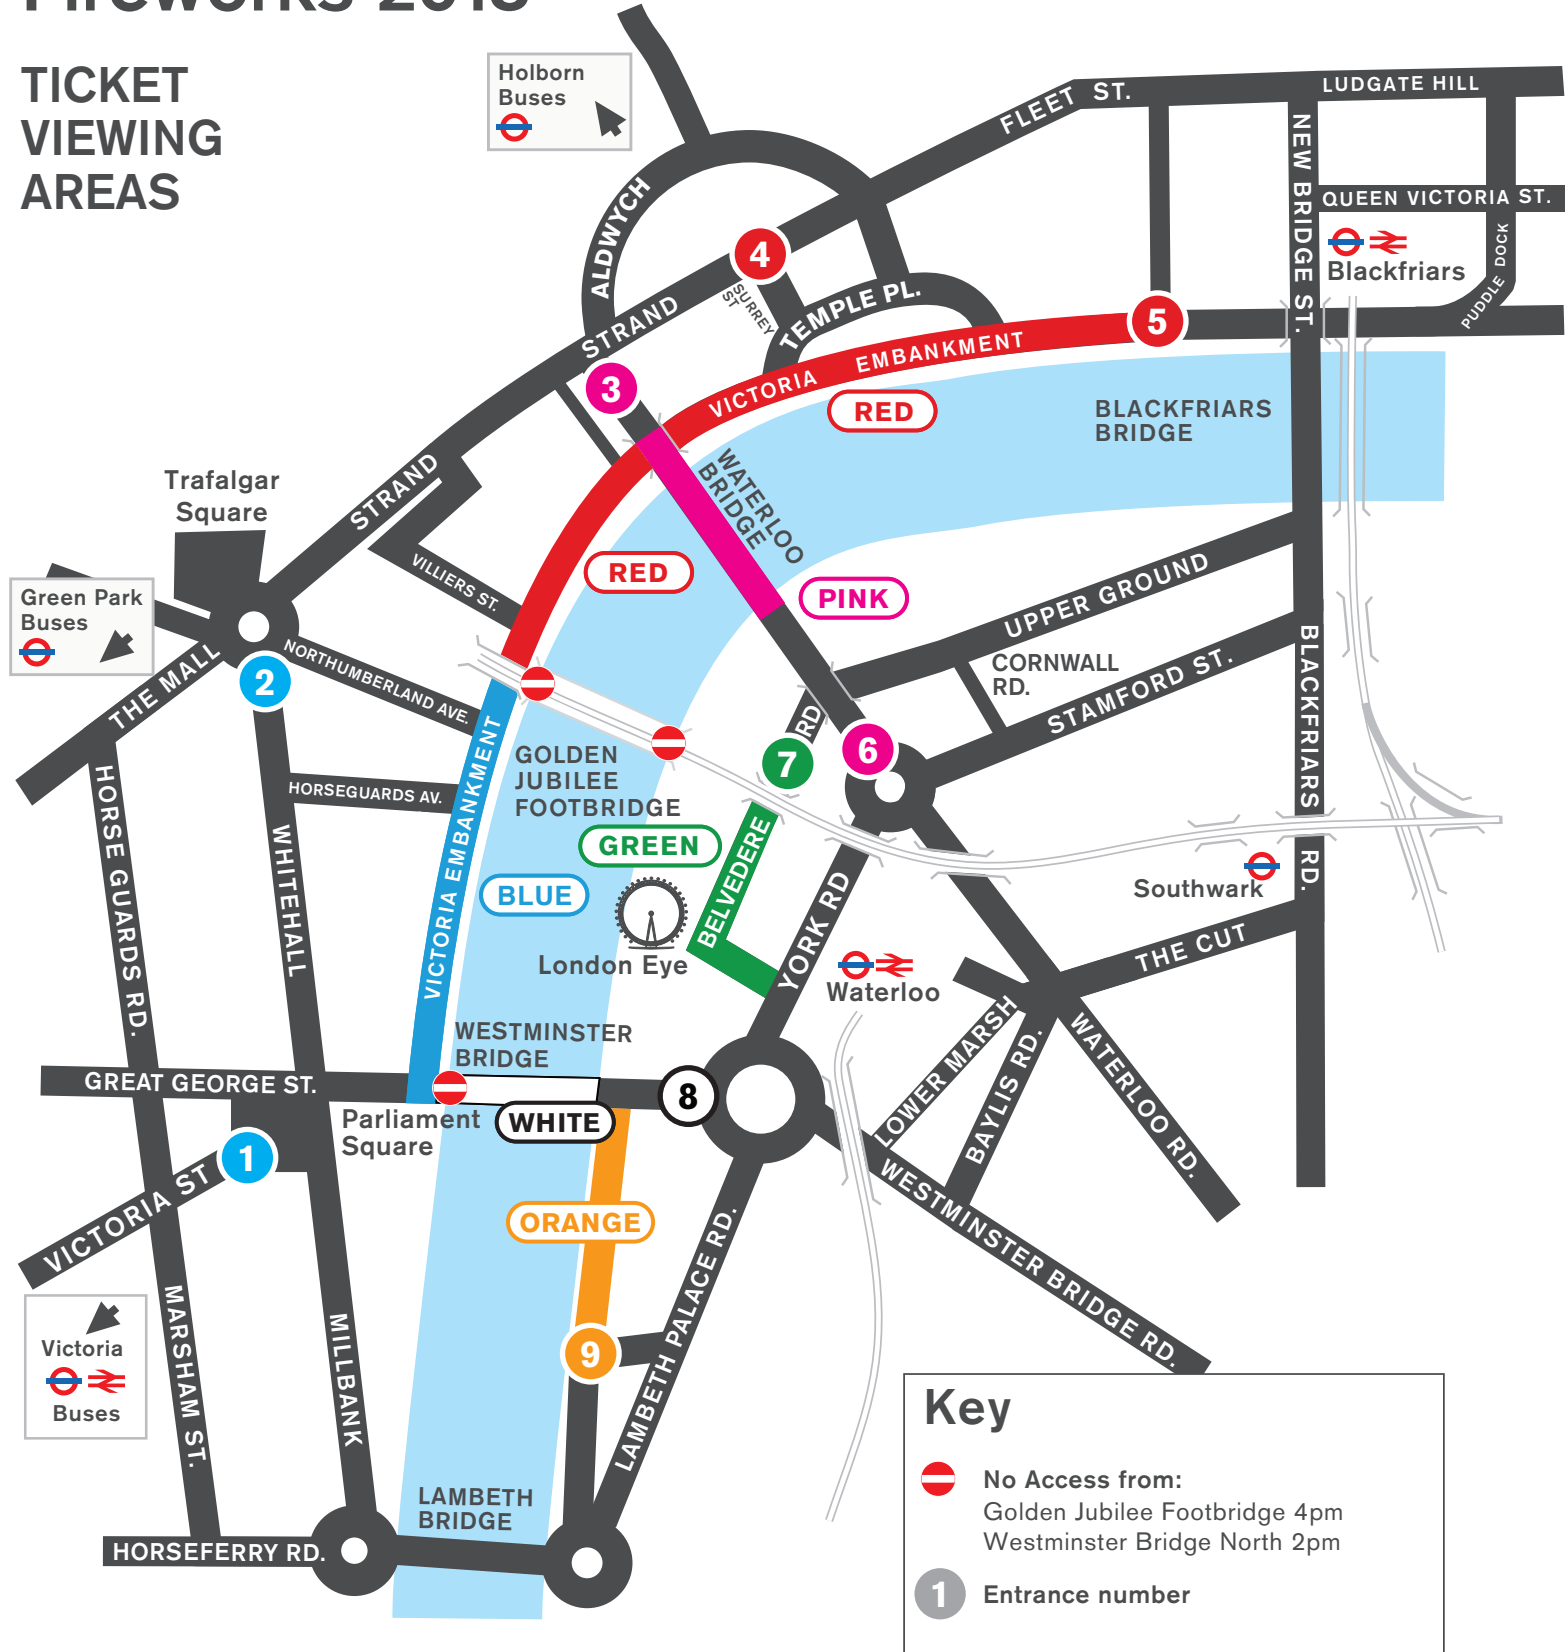 TICKET
VIEWING
AREAS
Holborn
Buses
FLEET ST.
LUDGATE HILL
NEW BRIDGE ST.
QUEEN VICTORIA ST.
Blackfriars
PUDDLE DOCK
ALDWYCH
4
SURREY
ST
TEMPLE PL.
STRAND
3
5
VICTORIA EMBANKMENT
RED
BLACKFRIARS
BRIDGE
Trafalgar
Square
STRAND
WATERLOO
BRIDGE
VILLIERS ST.
RED
PINK
UPPER GROUND
Green Park
Buses
THE MALL
2
NORTHUMBERLAND AVE.
CORNWALL
RD.
STAMFORD ST.
BLACKFRIARS RD.
6
7
GOLDEN
JUBILEE
FOOTBRIDGE
HORSEGUARDS AV.
HORSE GUARDS RD.
WHITEHALL
VICTORIA EMBANKMENT
GREEN
BLUE
BELVEDERE RD
London Eye
YORK RD
Waterloo
Southwark
THE CUT
WESTMINSTER
BRIDGE
LOWER MARSH
BAYLIS RD.
WATERLOO RD.
GREAT GEORGE ST.
8
WHITE
Parliament
Square
1
VICTORIA ST
ORANGE
WESTMINSTER BRIDGE RD.
LAMBETH PALACE RD.
Victoria
Buses
MARSHAM ST.
MILLBANK
9
LAMBETH
BRIDGE
HORSEFERRY RD.
Key
No Access from:
Golden Jubilee Footbridge 4pm
Westminster Bridge North 2pm
1 Entrance number